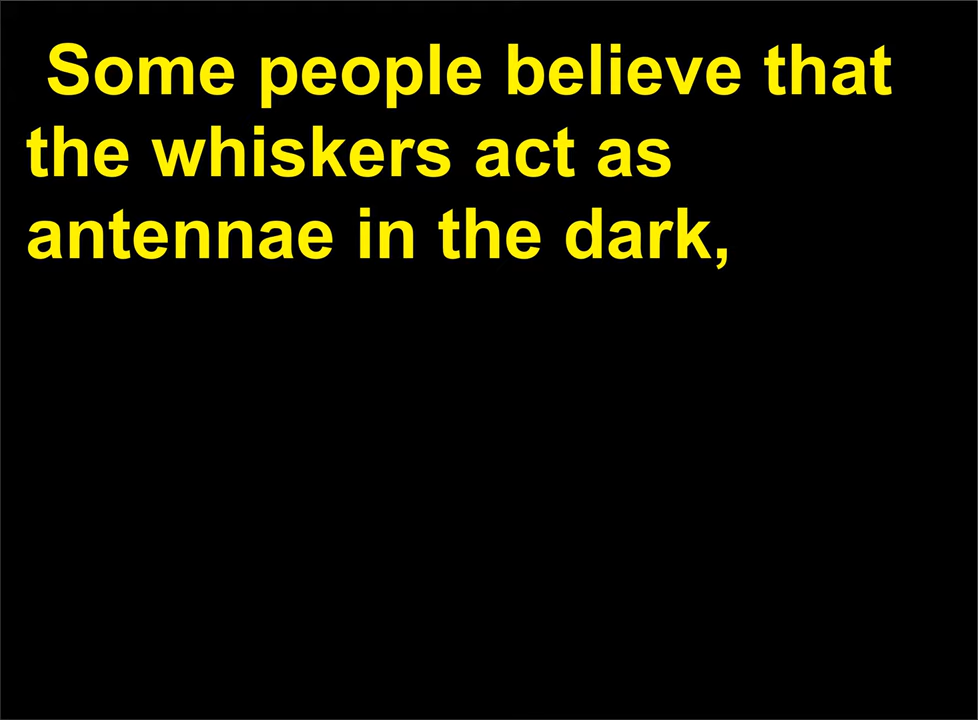 Some people believe that
the whiskers act as
antennae in the dark,